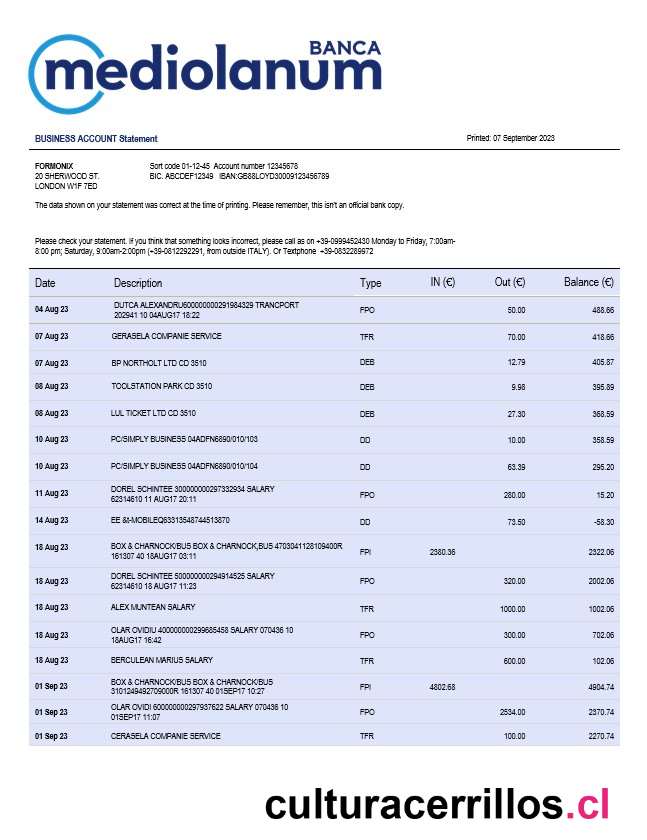 BANCA
mediolanum
BUSINESS ACCOUNT Statement Printed: 07 September 2023
FORMONIX Sort code 01-12-45 Account number 12345678
20 SHERWOOD ST. BIC. ABCDEF12349 IBAN:GB88LOYD30009123456789
LONDON W1F 7ED
The data shown on your statement was correct at the time of printing. Please remember, this isn't an official bank copy.
Please check your statement. If you think that something looks incorrect, please call as on +39-0999452430 Monday to Friday, 7:00am-
8:00 pm; Saturday, 9:00am-2:00pm (+39-0812292291, from outside ITALY). Or Textphone +39-0832289972
Date Description Type IN (€) Out (€) Balance (€)
04 Aug 23 DUTCA ALEXANDRU600000000291984329 TRANCPORT
202941 10 04AUG17 18:22 FPO 50.00 488.66
07 Aug 23 GERASELA COMPANIE SERVICE TFR 70.00 418.66
07 Aug 23 BP NORTHOLT LTD CD 3510 DEB 12.79 405.87
08 Aug 23 TOOLSTATION PARK CD 3510 DEB 9.98 395.89
08 Aug 23 LUL TICKET LTD CD 3510 DEB 27.30 368.59
10 Aug 23 PC/SIMPLY BUSINESS 04ADFN6890/010/103 DD 10.00 358.59
10 Aug 23 PC/SIMPLY BUSINESS 04ADFN6890/010/104 DD 63.39 295.20
11 Aug 23 DOREL SCHINTEE 300000000297332934 SALARY
62314610 11 AUG17 20:11 FPO 280.00 15.20
14 Aug 23 EE &t-MOBILEQ63313548744513870 DD 73.50 -58.30
18 Aug 23 BOX & CHARNOCK/BUS BOX & CHARNOCK,BUS 4703041128109400R
161307 40 18AUG17 03:11 FPI 2380.36 2322.06
18 Aug 23 DOREL SCHINTEE 500000000294914525 SALARY
62314610 18 AUG17 11:23 FPO 320.00 2002.06
18 Aug 23 ALEX MUNTEAN SALARY TFR 1000.00 1002.06
18 Aug 23 OLAR OVIDIU 400000000299685458 SALARY 070436 10
18AUG17 16:42 FPO 300.00 702.06
18 Aug 23 BERCULEAN MARIUS SALARY TFR 600.00 102.06
01 Sep 23 BOX & CHARNOCK/BUS BOX & CHARNOCK/BUS
3101249492709000R 161307 40 01SEP17 10:27 FPI 4802.68 4904.74
01 Sep 23 OLAR OVIDI 600000000297937622 SALARY 070436 10
01SEP17 11:07 FPO 2534.00 2370.74
01 Sep 23 CERASELA COMPANIE SERVICE TFR 100.00 2270.74
culturacerrillos.cl